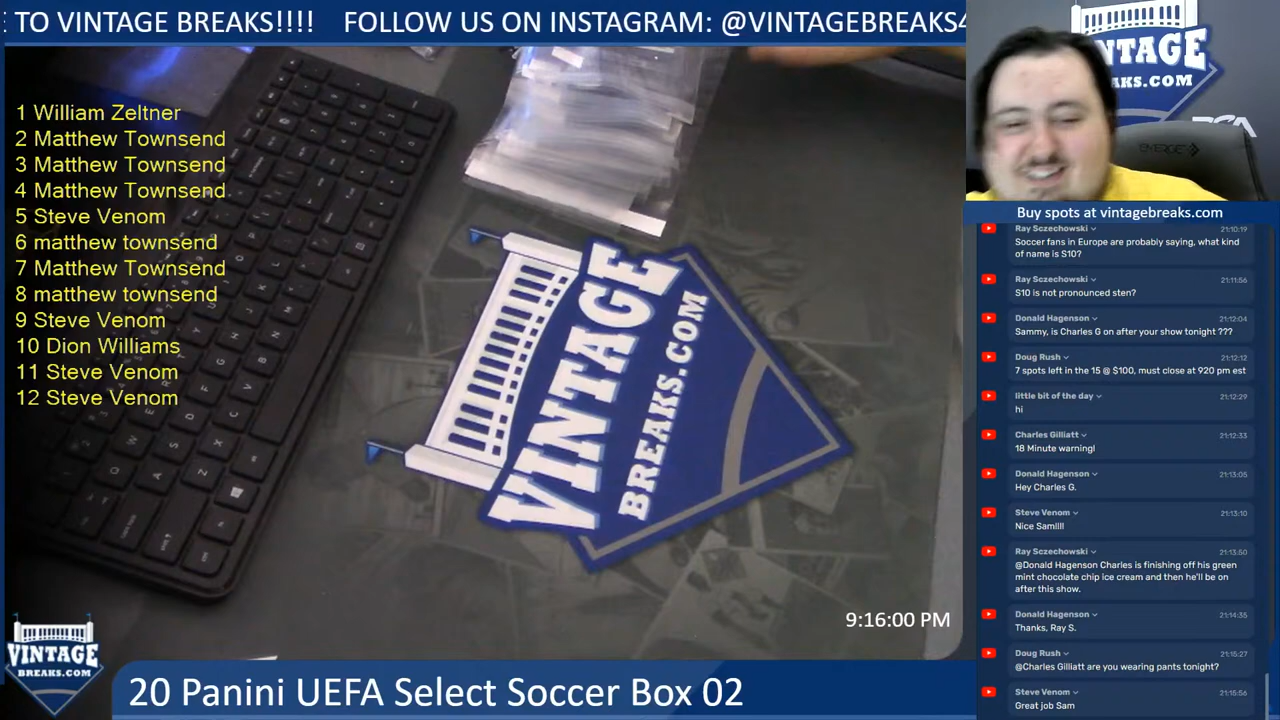 E TO VINTAGE BREAKS!!!!    FOLLOW US ON INSTAGRAM: @VINTAGEBREAKS4
1 William Zeltner
2 Matthew Townsend
3 Matthew Townsend
4 Matthew Townsend
5 Steve Venom
6 matthew townsend
7 Matthew Townsend
8 matthew townsend
9 Steve Venom
10 Dion Williams
11 Steve Venom
12 Steve Venom
VINTAGE
BREAKS.COM
9:16:00 PM
VINTAGE
BREAKS.COM
20 Panini UEFA Select Soccer Box 02
NTAGE
KS.COM
Buy spots at vintagebreaks.com
Ray Sczechowski 21:10:19
Soccer fans in Europe are probably saying, what kind
of name is S10?
Ray Sczechowski 21:11:56
S10 is not pronounced sten?
Donald Hagenson 21:12:04
Sammy, is Charles G on after your show tonight ???
Doug Rush 21:12:12
7 spots left in the 15 @ $100, must close at 920 pm est
little bit of the day 21:12:29
hi
Charles Gilliatt 21:12:33
18 Minute warning!
Donald Hagenson 21:13:05
Hey Charles G.
Steve Venom 21:13:10
Nice Sam!!!!
Ray Sczechowski 21:13:50
@Donald Hagenson Charles is finishing off his green
mint chocolate chip ice cream and then he'll be on
after this show.
Donald Hagenson 21:14:35
Thanks, Ray S.
Doug Rush 21:15:27
@Charles Gilliatt are you wearing pants tonight?
Steve Venom 21:15:56
Great job Sam